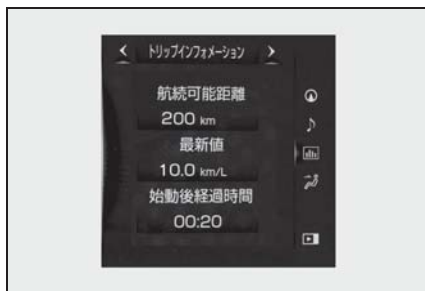 トリップインフォメーション
航続可能距離
200 km
最新値
10.0 km/L
始動後経過時間
00:20